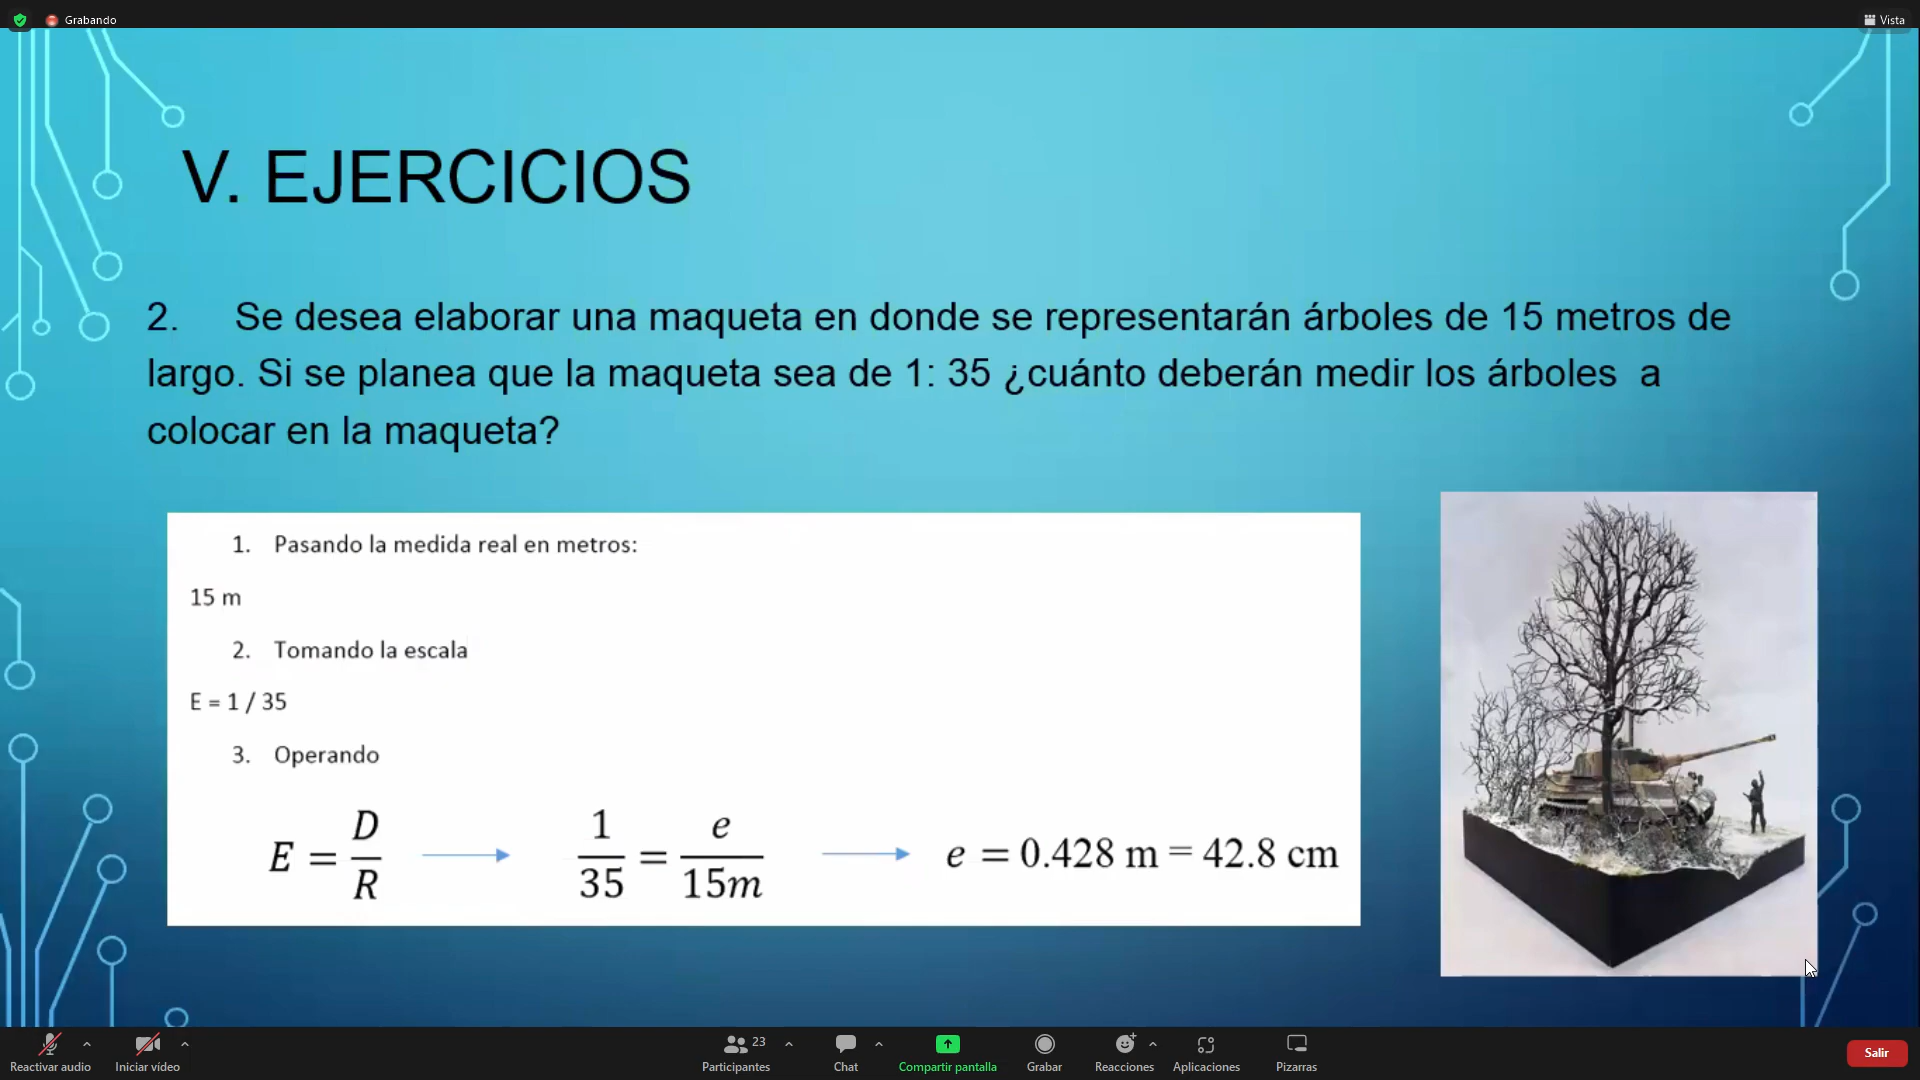 Grabando
Vista
V. EJERCICIOS
2. Se desea elaborar una maqueta en donde se representarán árboles de 15 metros de
largo. Si se planea que la maqueta sea de 1: 35 ¿cuánto deberán medir los árboles a
colocar en la maqueta?
1. Pasando la medida real en metros:
15 m
2. Tomando la escala
E = 1 / 35
3. Operando
E = D/R → 1/35 = e/15m → e = 0.428 m = 42.8 cm
23
Reactivar audio
Iniciar vídeo
Participantes
Chat
Compartir pantalla
Grabar
Reacciones
Aplicaciones
Pizarras
Salir